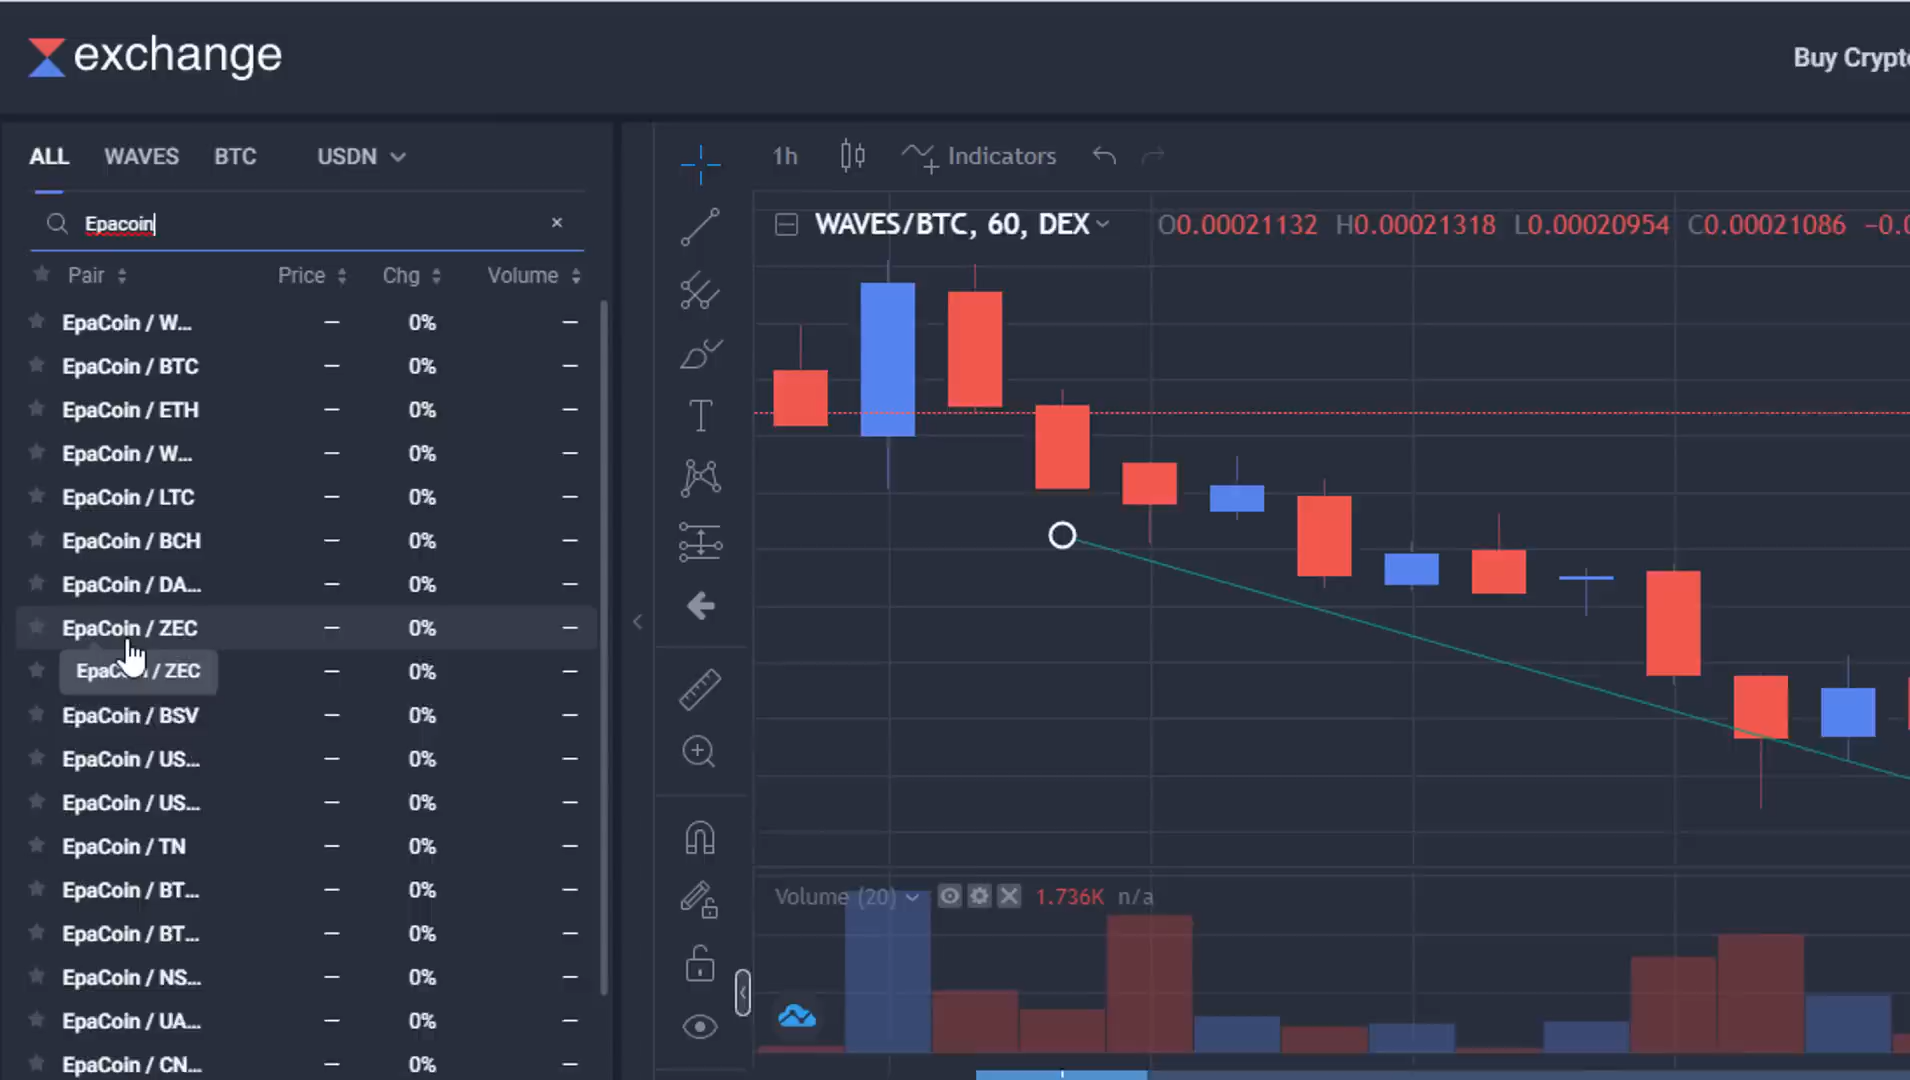 exchange
Buy Crypto
ALL WAVES BTC USDN
Epacoin
Pair Price Chg Volume
EpaCoin / W... – 0% –
EpaCoin / BTC – 0% –
EpaCoin / ETH – 0% –
EpaCoin / W... – 0% –
EpaCoin / LTC – 0% –
EpaCoin / BCH – 0% –
EpaCoin / DA... – 0% –
EpaCoin / ZEC – 0% –
EpaCoin / ZEC – 0% –
EpaCoin / BSV – 0% –
EpaCoin / US... – 0% –
EpaCoin / US... – 0% –
EpaCoin / TN – 0% –
EpaCoin / BT... – 0% –
EpaCoin / BT... – 0% –
EpaCoin / NS... – 0% –
EpaCoin / UA... – 0% –
EpaCoin / CN... – 0% –
1h Indicators
WAVES/BTC, 60, DEX O0.00021132 H0.00021318 L0.00020954 C0.00021086 −0.0
Volume (20) 1.736K n/a